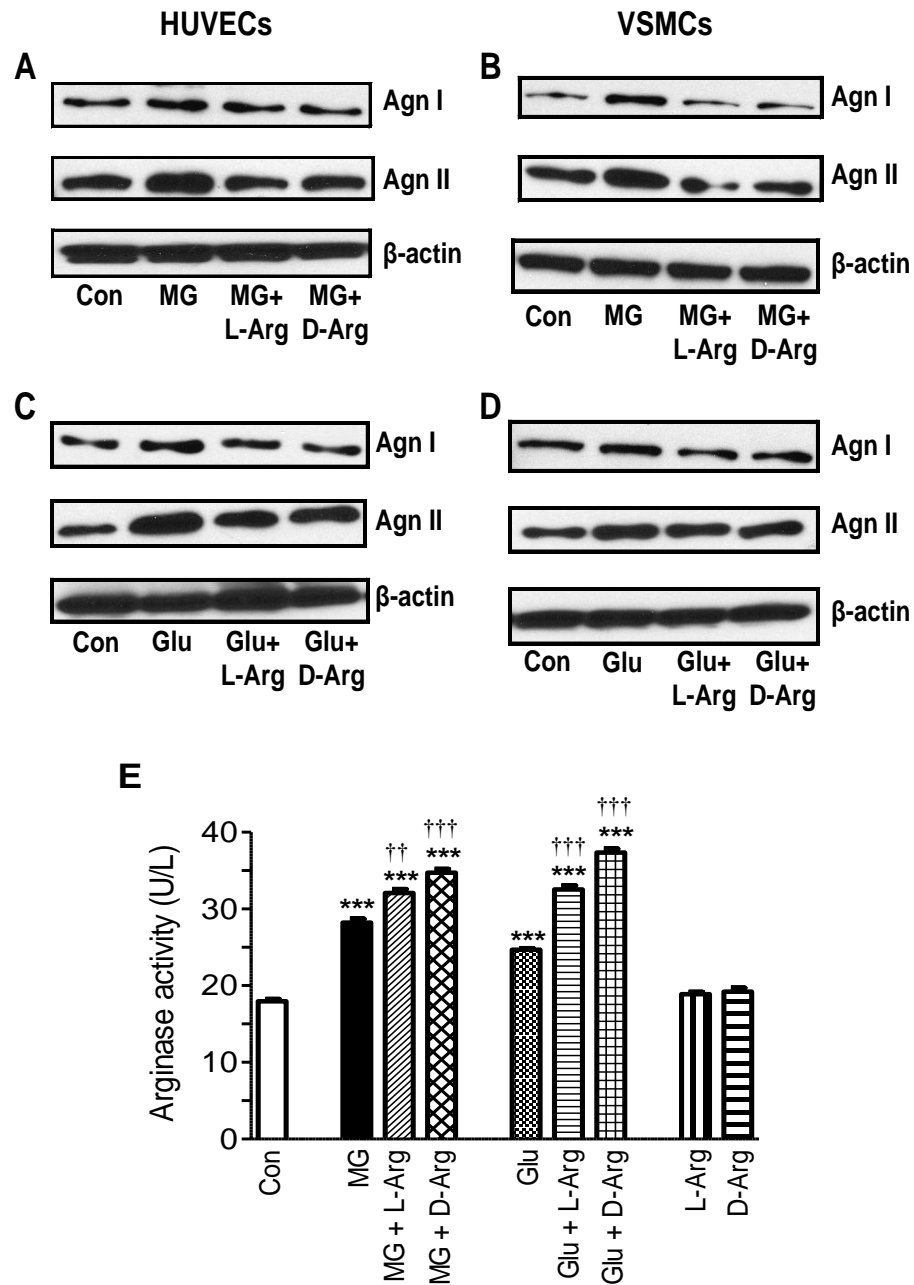 HUVECs
VSMCs
A
Agn I
Agn II
β-actin
Con MG MG+ MG+
L-Arg D-Arg
B
Agn I
Agn II
β-actin
Con MG MG+ MG+
L-Arg D-Arg
C
Agn I
Agn II
β-actin
Con Glu Glu+ Glu+
L-Arg D-Arg
D
Agn I
Agn II
β-actin
Con Glu Glu+ Glu+
L-Arg D-Arg
E
Arginase activity (U/L)
40
30
20
10
0
***
††
***
†††
***
***
†††
***
†††
***
Con
MG
MG + L-Arg
MG + D-Arg
Glu
Glu + L-Arg
Glu + D-Arg
L-Arg
D-Arg